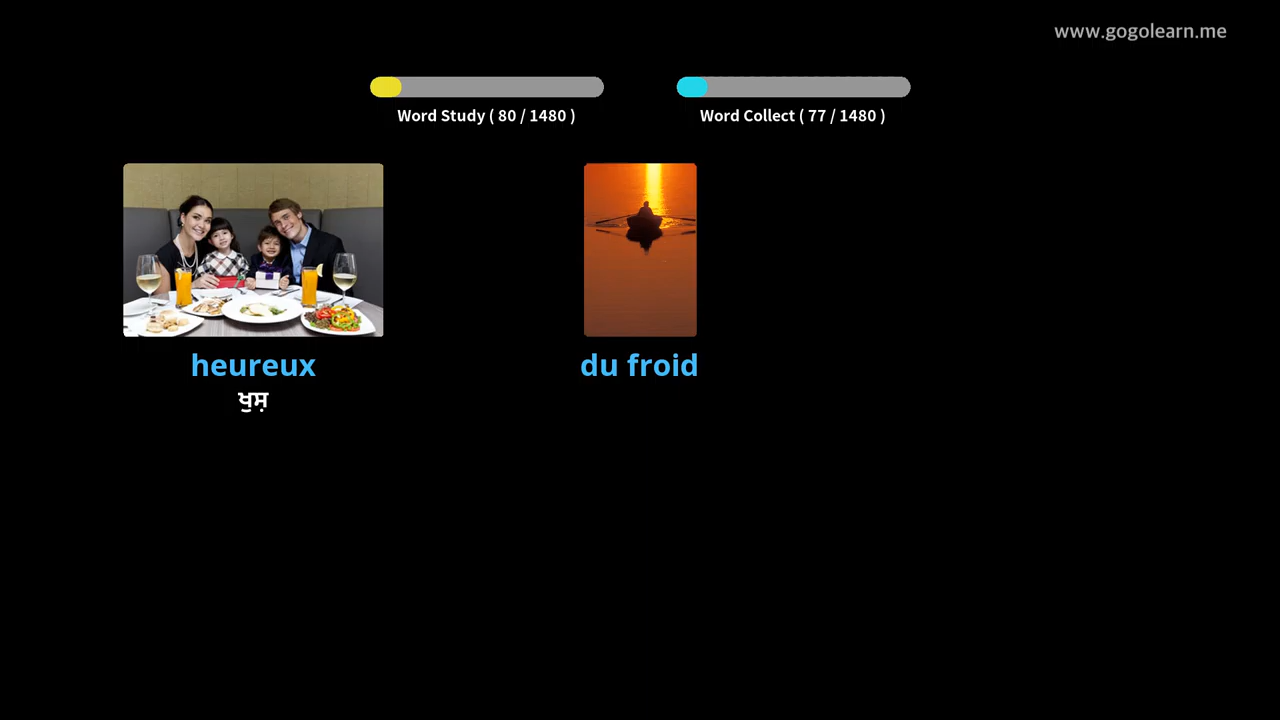 www.gogolearn.me
Word Study ( 80 / 1480 )
Word Collect ( 77 / 1480 )
heureux
du froid
ਖੁਸ਼